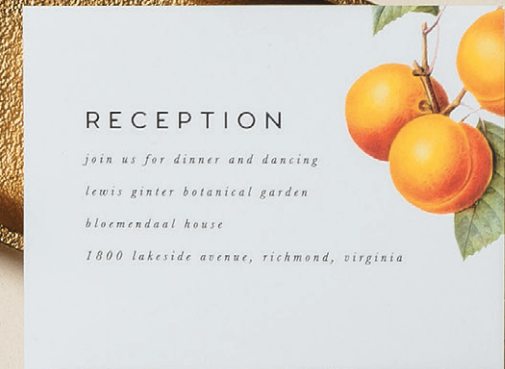 RECEPTION
join us for dinner and dancing
lewis ginter botanical garden
bloemendaal house
1800 lakeside avenue, richmond, virginia